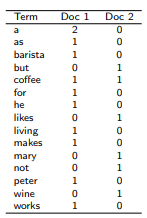 Term Doc 1 Doc 2
a 2 0
as 1 0
barista 1 0
but 0 1
coffee 1 1
for 1 0
he 1 0
likes 0 1
living 1 0
makes 1 0
mary 0 1
not 0 1
peter 1 0
wine 0 1
works 1 0